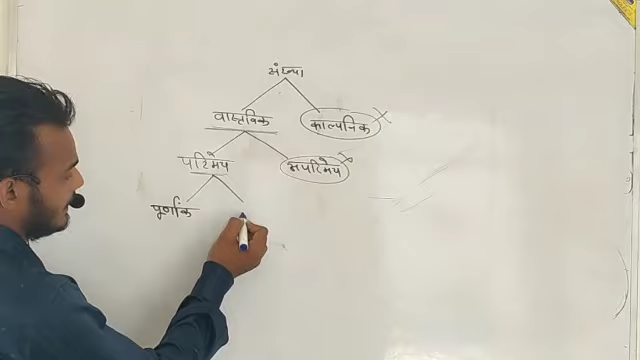 संख्या
वास्तविक काल्पनिक
परिमेय अपरिमेय
पूर्णांक